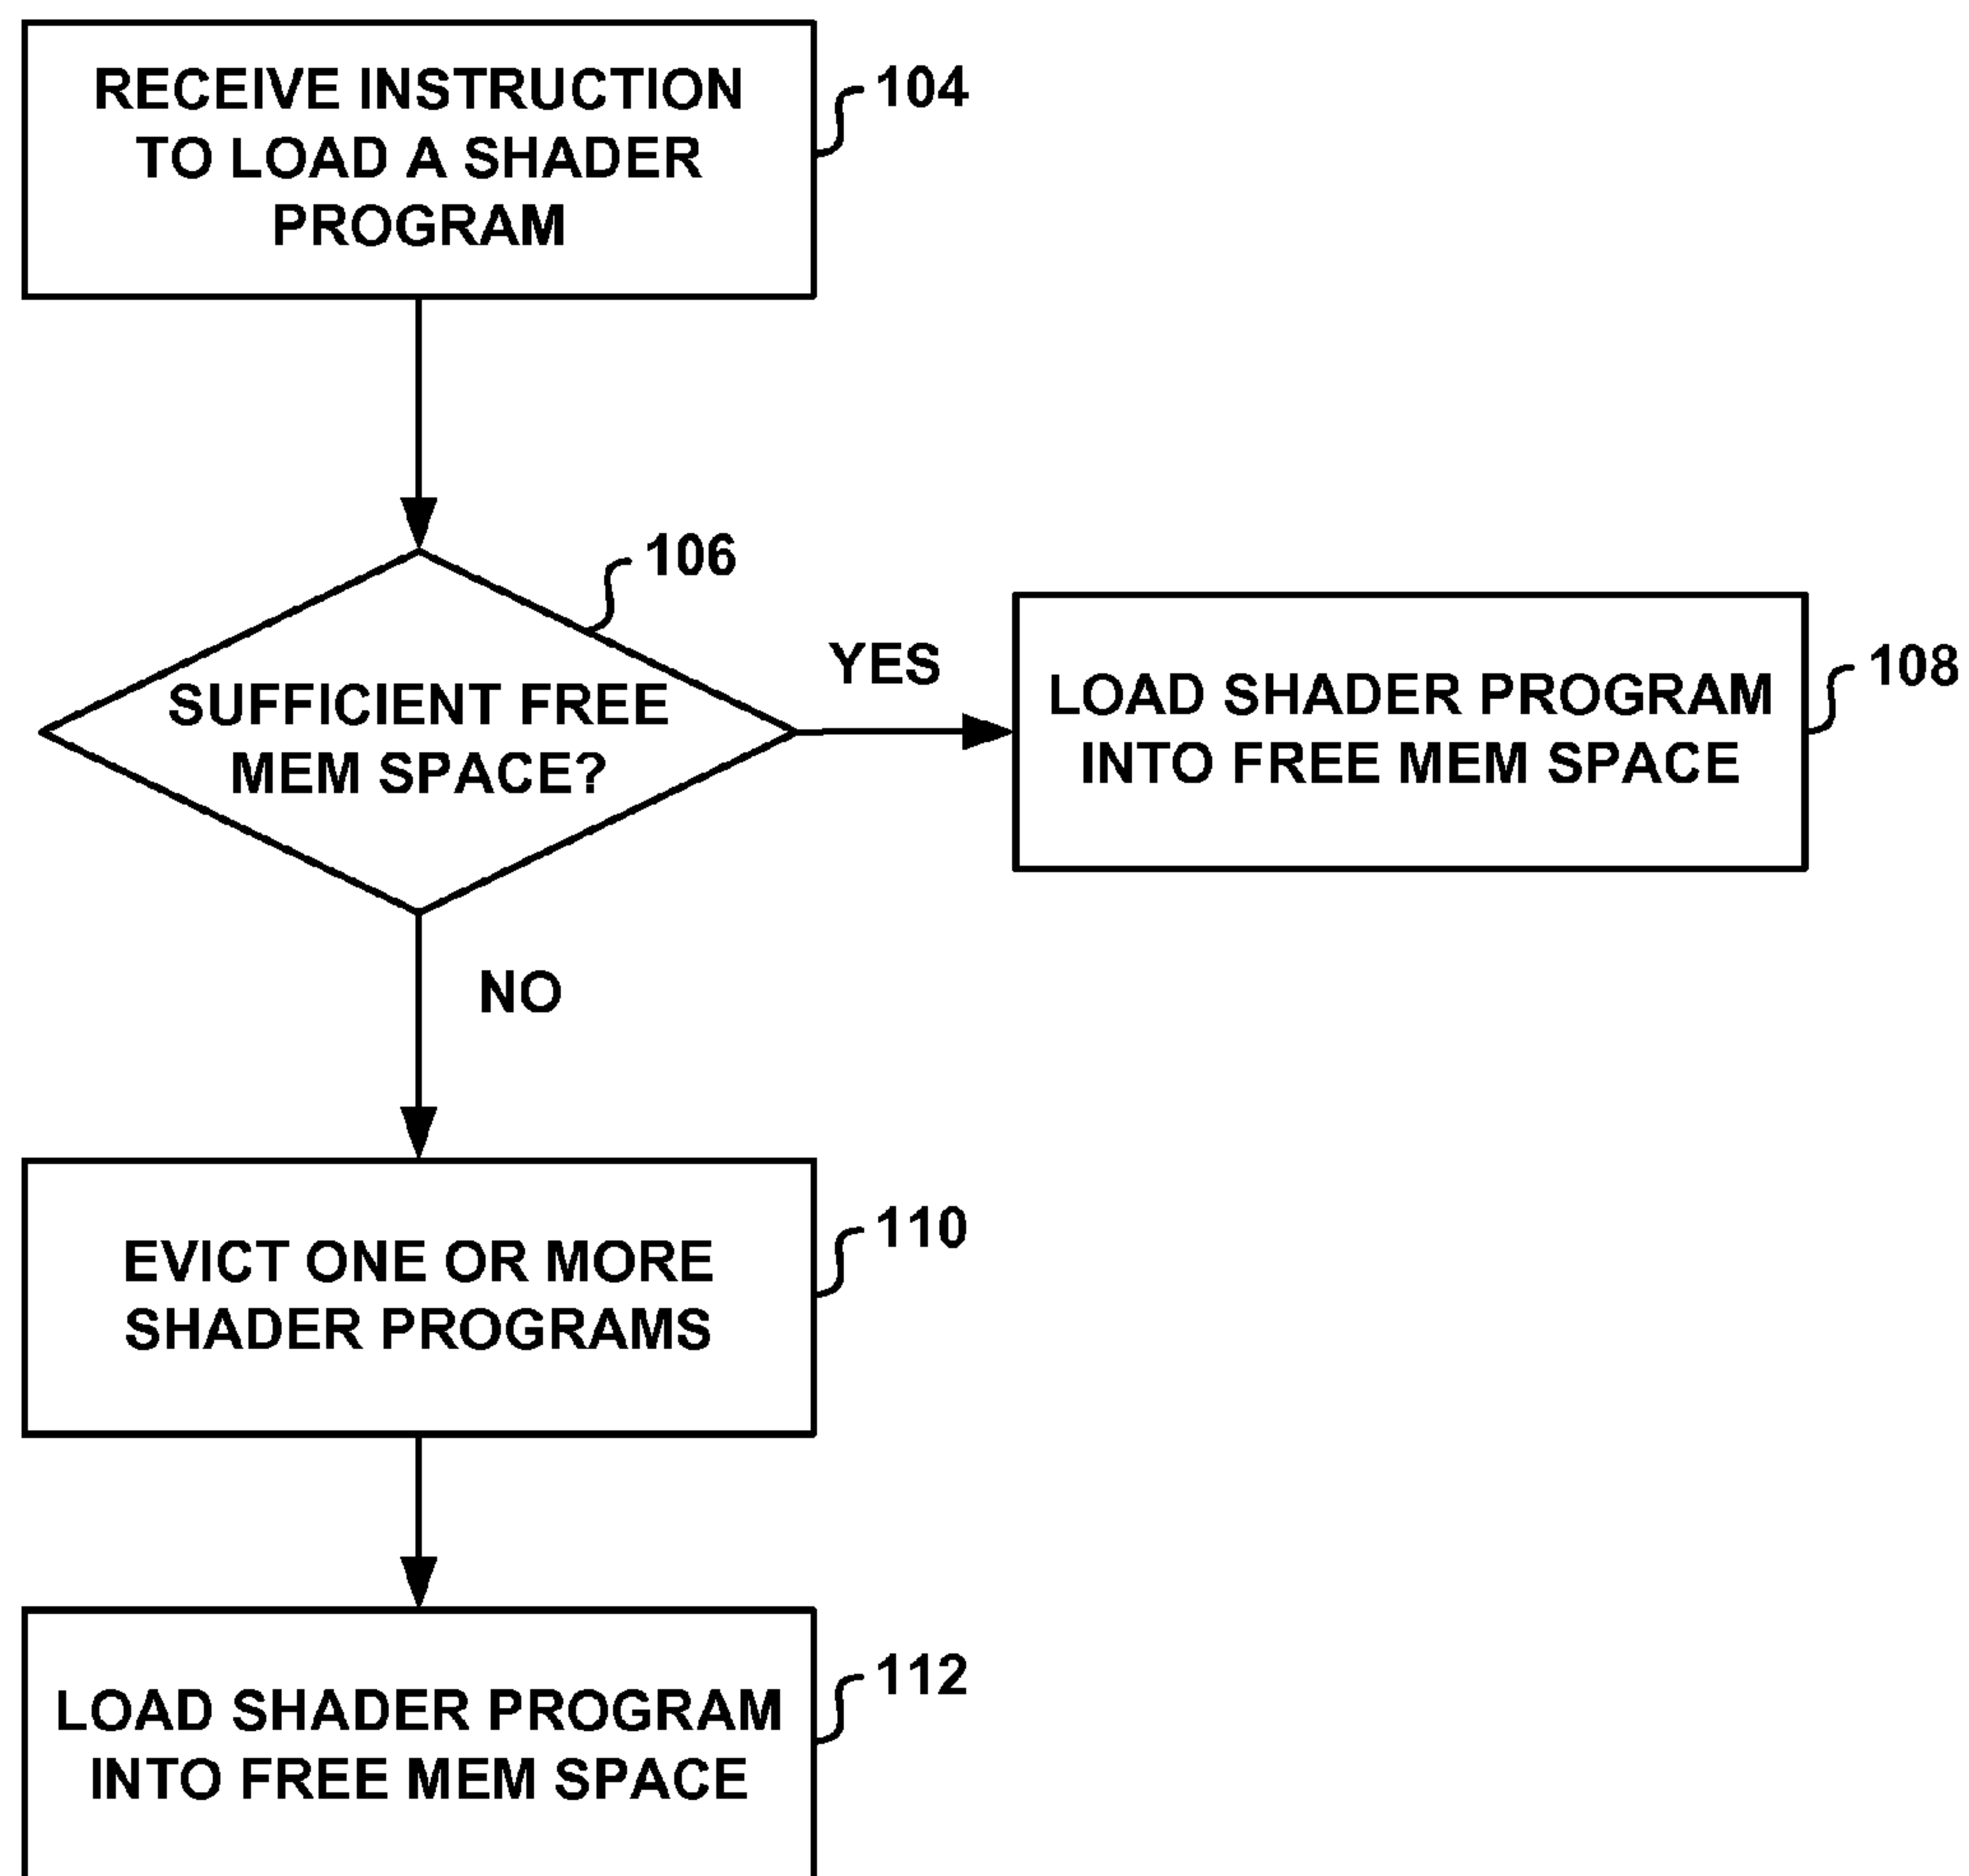 RECEIVE INSTRUCTION
TO LOAD A SHADER
PROGRAM
104
106
SUFFICIENT FREE
MEM SPACE?
YES
LOAD SHADER PROGRAM
INTO FREE MEM SPACE
108
NO
EVICT ONE OR MORE
SHADER PROGRAMS
110
LOAD SHADER PROGRAM
INTO FREE MEM SPACE
112